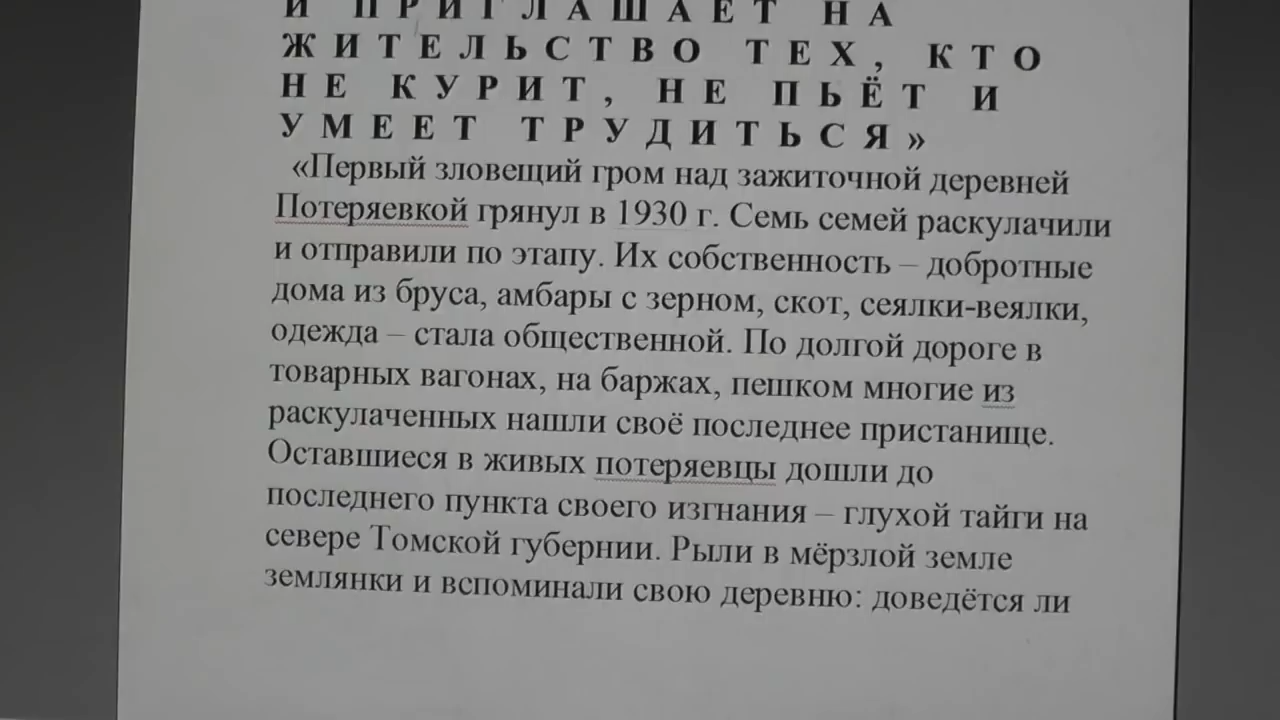 И ПРИГЛАШАЕТ НА
ЖИТЕЛЬСТВО ТЕХ, КТО
НЕ КУРИТ, НЕ ПЬЁТ И
УМЕЕТ ТРУДИТЬСЯ»
«Первый зловещий гром над зажиточной деревней
Потеряевкой грянул в 1930 г. Семь семей раскулачили
и отправили по этапу. Их собственность – добротные
дома из бруса, амбары с зерном, скот, сеялки-веялки,
одежда – стала общественной. По долгой дороге в
товарных вагонах, на баржах, пешком многие из
раскулаченных нашли своё последнее пристанище.
Оставшиеся в живых потеряевцы дошли до
последнего пункта своего изгнания – глухой тайги на
севере Томской губернии. Рыли в мёрзлой земле
землянки и вспоминали свою деревню: доведётся ли